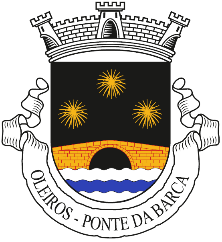 OLEIROS - PONTE DA BARCA